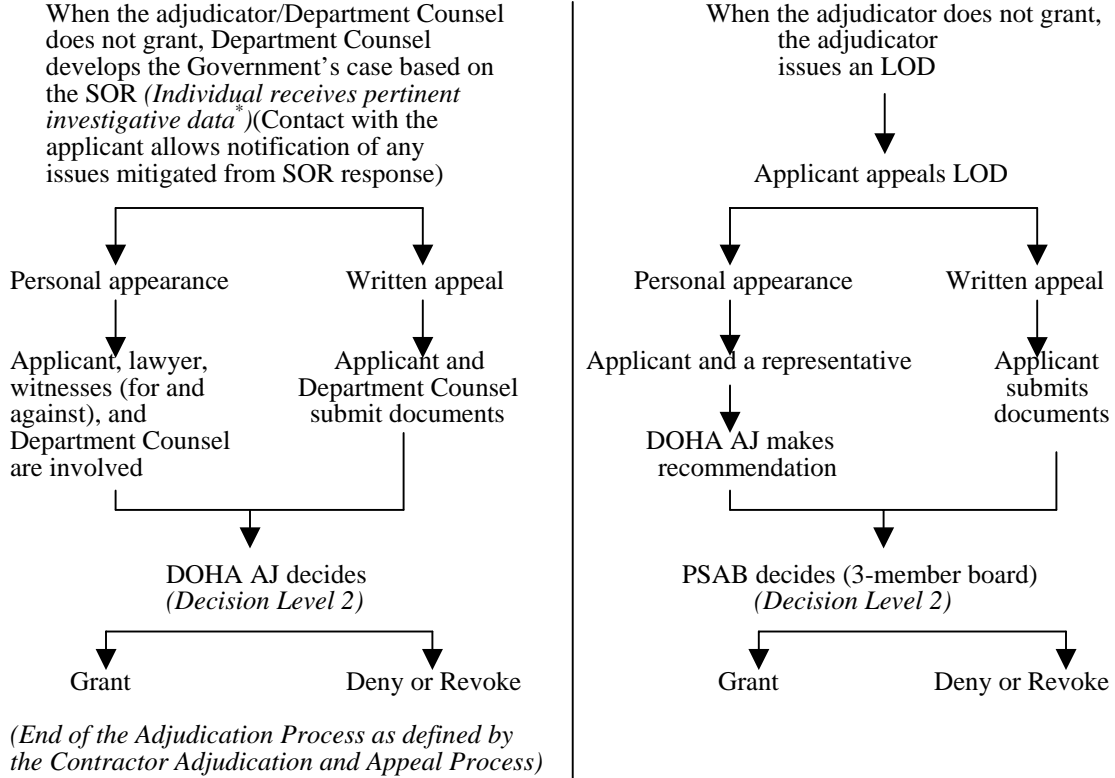 When the adjudicator/Department Counsel
does not grant, Department Counsel
develops the Government's case based on
the SOR (Individual receives pertinent
investigative data*)(Contact with the
applicant allows notification of any
issues mitigated from SOR response)
Personal appearance
Written appeal
Applicant, lawyer,
witnesses (for and
against), and
Department Counsel
are involved
Applicant and
Department Counsel
submit documents
DOHA AJ decides
(Decision Level 2)
Grant
Deny or Revoke
(End of the Adjudication Process as defined by
the Contractor Adjudication and Appeal Process)
When the adjudicator does not grant,
the adjudicator
issues an LOD
Applicant appeals LOD
Personal appearance
Written appeal
Applicant and a representative
Applicant
submits
documents
DOHA AJ makes
recommendation
PSAB decides (3-member board)
(Decision Level 2)
Grant
Deny or Revoke